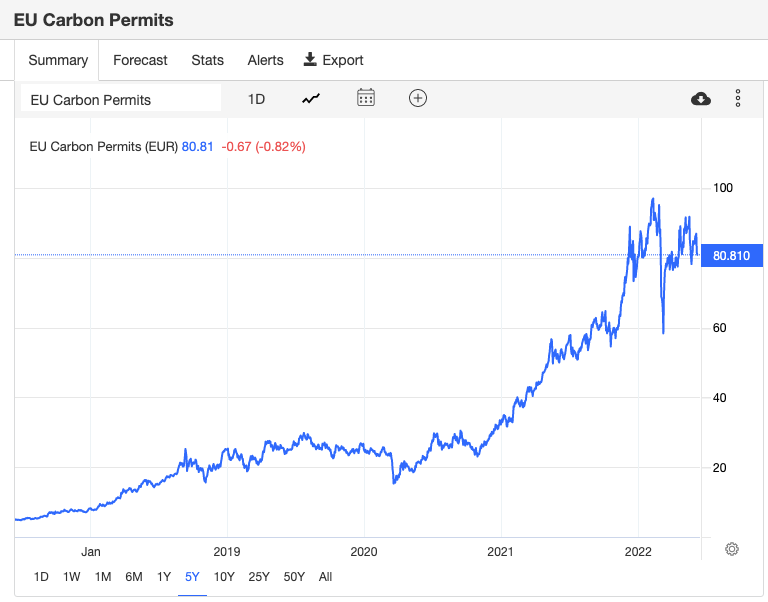 EU Carbon Permits
Summary Forecast Stats Alerts Export
EU Carbon Permits 1D
EU Carbon Permits (EUR) 80.81 -0.67 (-0.82%)
100
80.810
60
40
20
Jan 2019 2020 2021 2022
1D 1W 1M 6M 1Y 5Y 10Y 25Y 50Y All